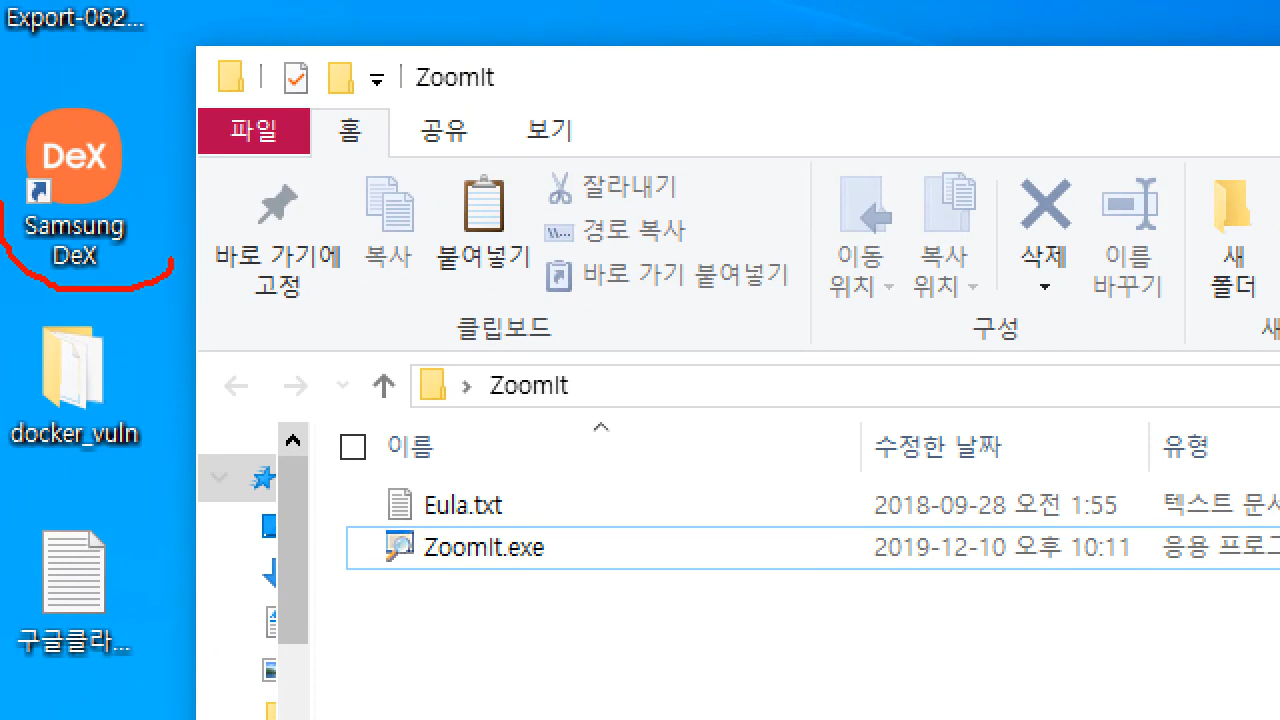 Export-062...
DeX
Samsung
DeX
docker_vuln
구글클라...
ZoomIt
파일
홈
공유
보기
바로 가기에
고정
복사
붙여넣기
잘라내기
경로 복사
바로 가기 붙여넣기
클립보드
이동
위치
복사
위치
삭제
이름
바꾸기
구성
새
폴더
새
ZoomIt
이름
수정한 날짜
유형
Eula.txt
2018-09-28 오전 1:55
텍스트 문서
ZoomIt.exe
2019-12-10 오후 10:11
응용 프로그